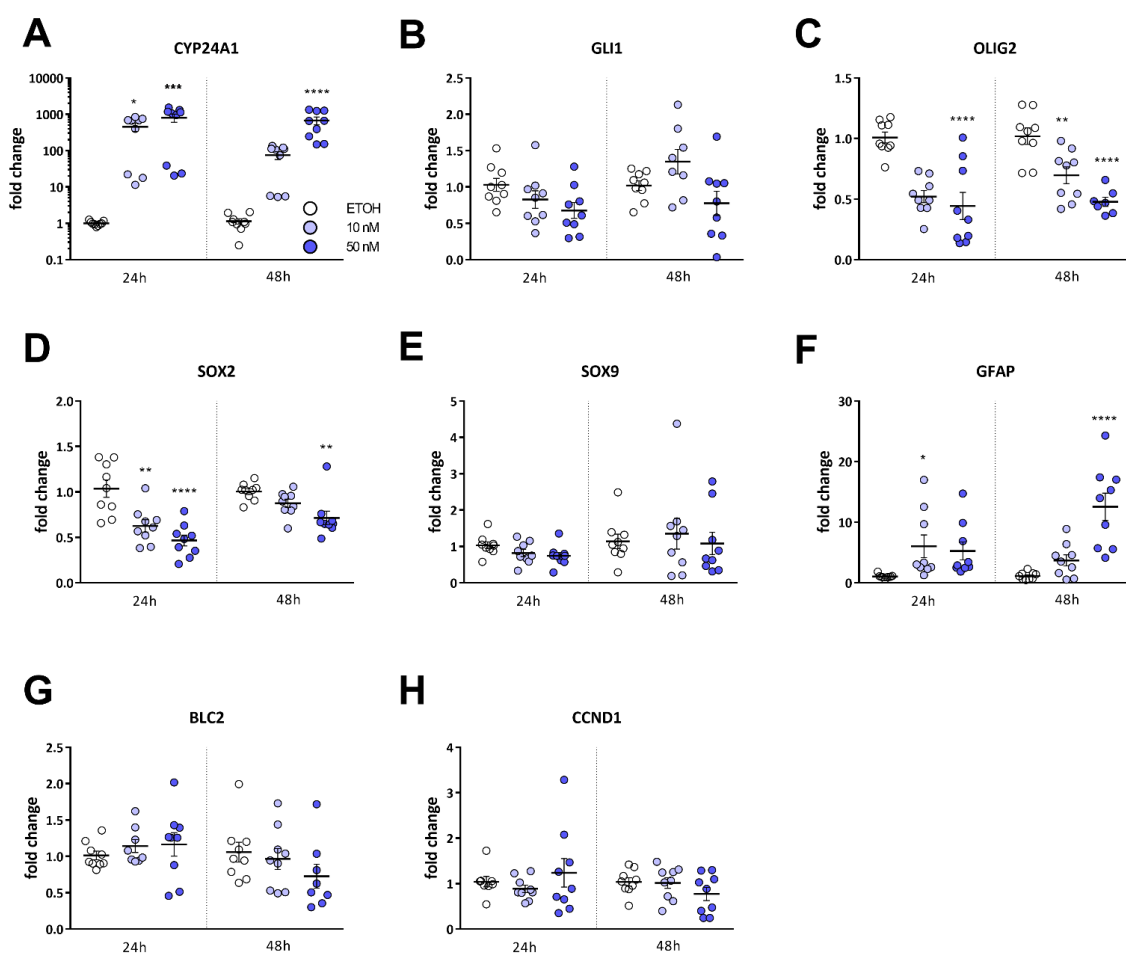 A
CYP24A1
*
***
****
fold change
10000
1000
100
10
1
0.1
ETOH
10 nM
50 nM
24h
48h
B
GLI1
fold change
2.5
2.0
1.5
1.0
0.5
0.0
24h
48h
C
OLIG2
****
**
****
fold change
1.5
1.0
0.5
0.0
24h
48h
D
SOX2
**
****
**
fold change
2.0
1.5
1.0
0.5
0.0
24h
48h
E
SOX9
fold change
5
4
3
2
1
0
24h
48h
F
GFAP
*
****
fold change
30
20
10
0
24h
48h
G
BLC2
fold change
2.5
2.0
1.5
1.0
0.5
0.0
24h
48h
H
CCND1
fold change
4
3
2
1
0
24h
48h